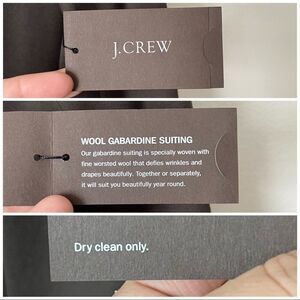 J.CREW
WOOL GABARDINE SUITING
Our gabardine suiting is specially woven with
fine worsted wool that defies wrinkles and
drapes beautifully. Together or separately,
it will suit you beautifully year round.
Dry clean only.